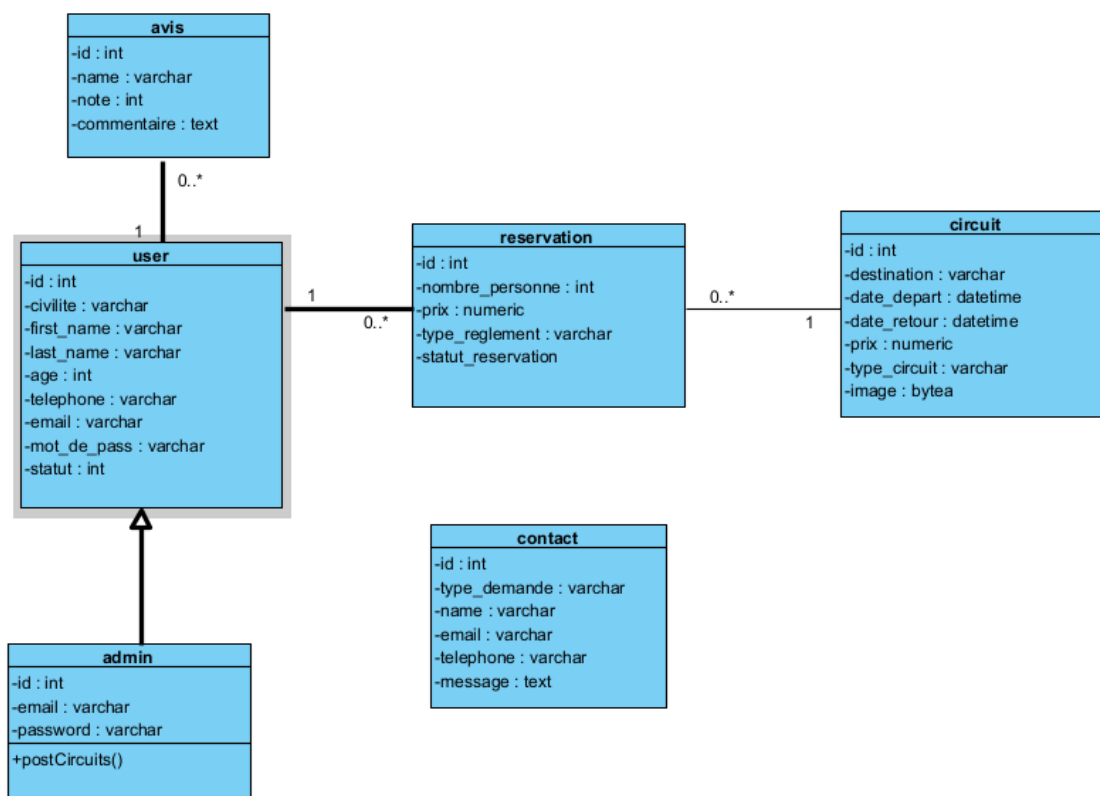 avis
-id : int
-name : varchar
-note : int
-commentaire : text
0..*
1
user
-id : int
-civilite : varchar
-first_name : varchar
-last_name : varchar
-age : int
-telephone : varchar
-email : varchar
-mot_de_pass : varchar
-statut : int
1
0..*
reservation
-id : int
-nombre_personne : int
-prix : numeric
-type_reglement : varchar
-statut_reservation
0..*
1
circuit
-id : int
-destination : varchar
-date_depart : datetime
-date_retour : datetime
-prix : numeric
-type_circuit : varchar
-image : bytea
contact
-id : int
-type_demande : varchar
-name : varchar
-email : varchar
-telephone : varchar
-message : text
admin
-id : int
-email : varchar
-password : varchar
+postCircuits()